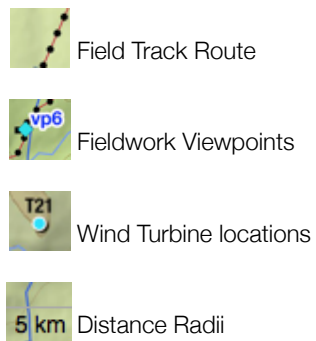 Field Track Route
vp6
Fieldwork Viewpoints
T21
Wind Turbine locations
5 km Distance Radii